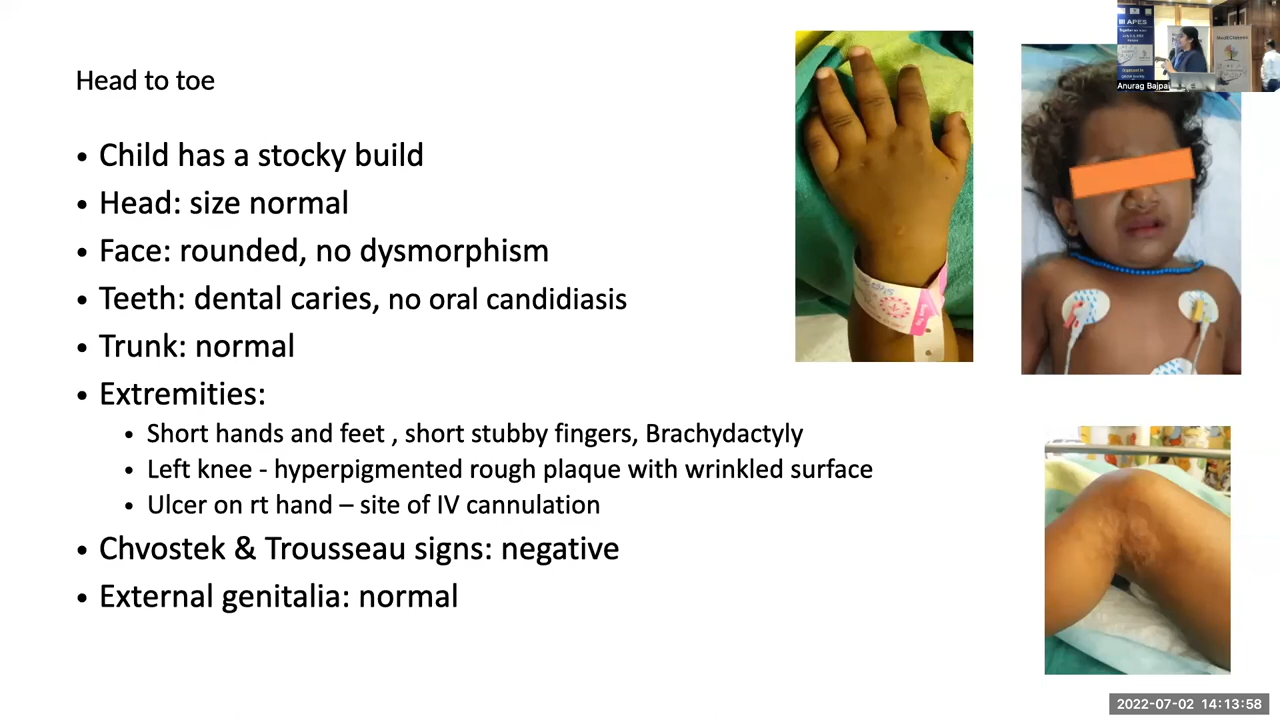 Head to toe
• Child has a stocky build
• Head: size normal
• Face: rounded, no dysmorphism
• Teeth: dental caries, no oral candidiasis
• Trunk: normal
• Extremities:
• Short hands and feet , short stubby fingers, Brachydactyly
• Left knee - hyperpigmented rough plaque with wrinkled surface
• Ulcer on rt hand – site of IV cannulation
• Chvostek & Trousseau signs: negative
• External genitalia: normal
APES
Anurag Bajpai
2022-07-02 14:13:58